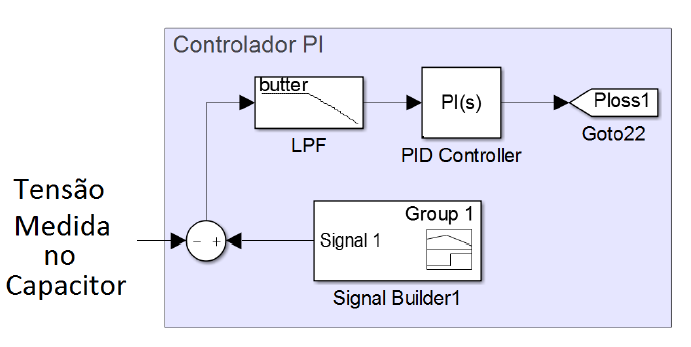 Controlador PI
butter
LPF
PI(s)
PID Controller
Ploss1
Goto22
Tensão
Medida
no
Capacitor
− +
Group 1
Signal 1
Signal Builder1